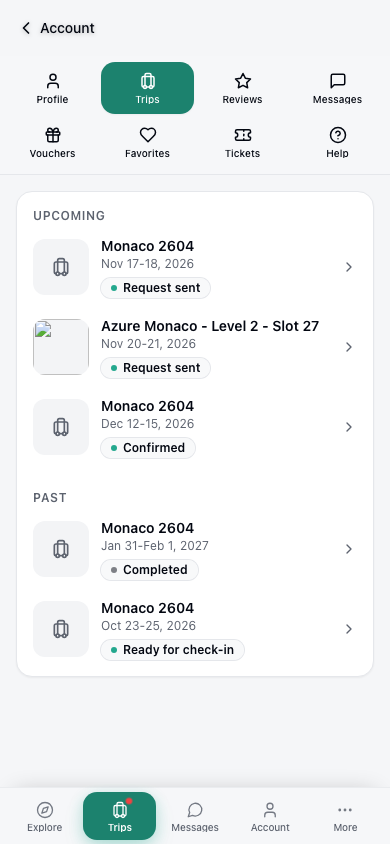 Account
Profile
Trips
Reviews
Messages
Vouchers
Favorites
Tickets
Help
UPCOMING
Monaco 2604
Nov 17-18, 2026
Request sent
Azure Monaco - Level 2 - Slot 27
Nov 20-21, 2026
Request sent
Monaco 2604
Dec 12-15, 2026
Confirmed
PAST
Monaco 2604
Jan 31-Feb 1, 2027
Completed
Monaco 2604
Oct 23-25, 2026
Ready for check-in
Explore
Trips
Messages
Account
More